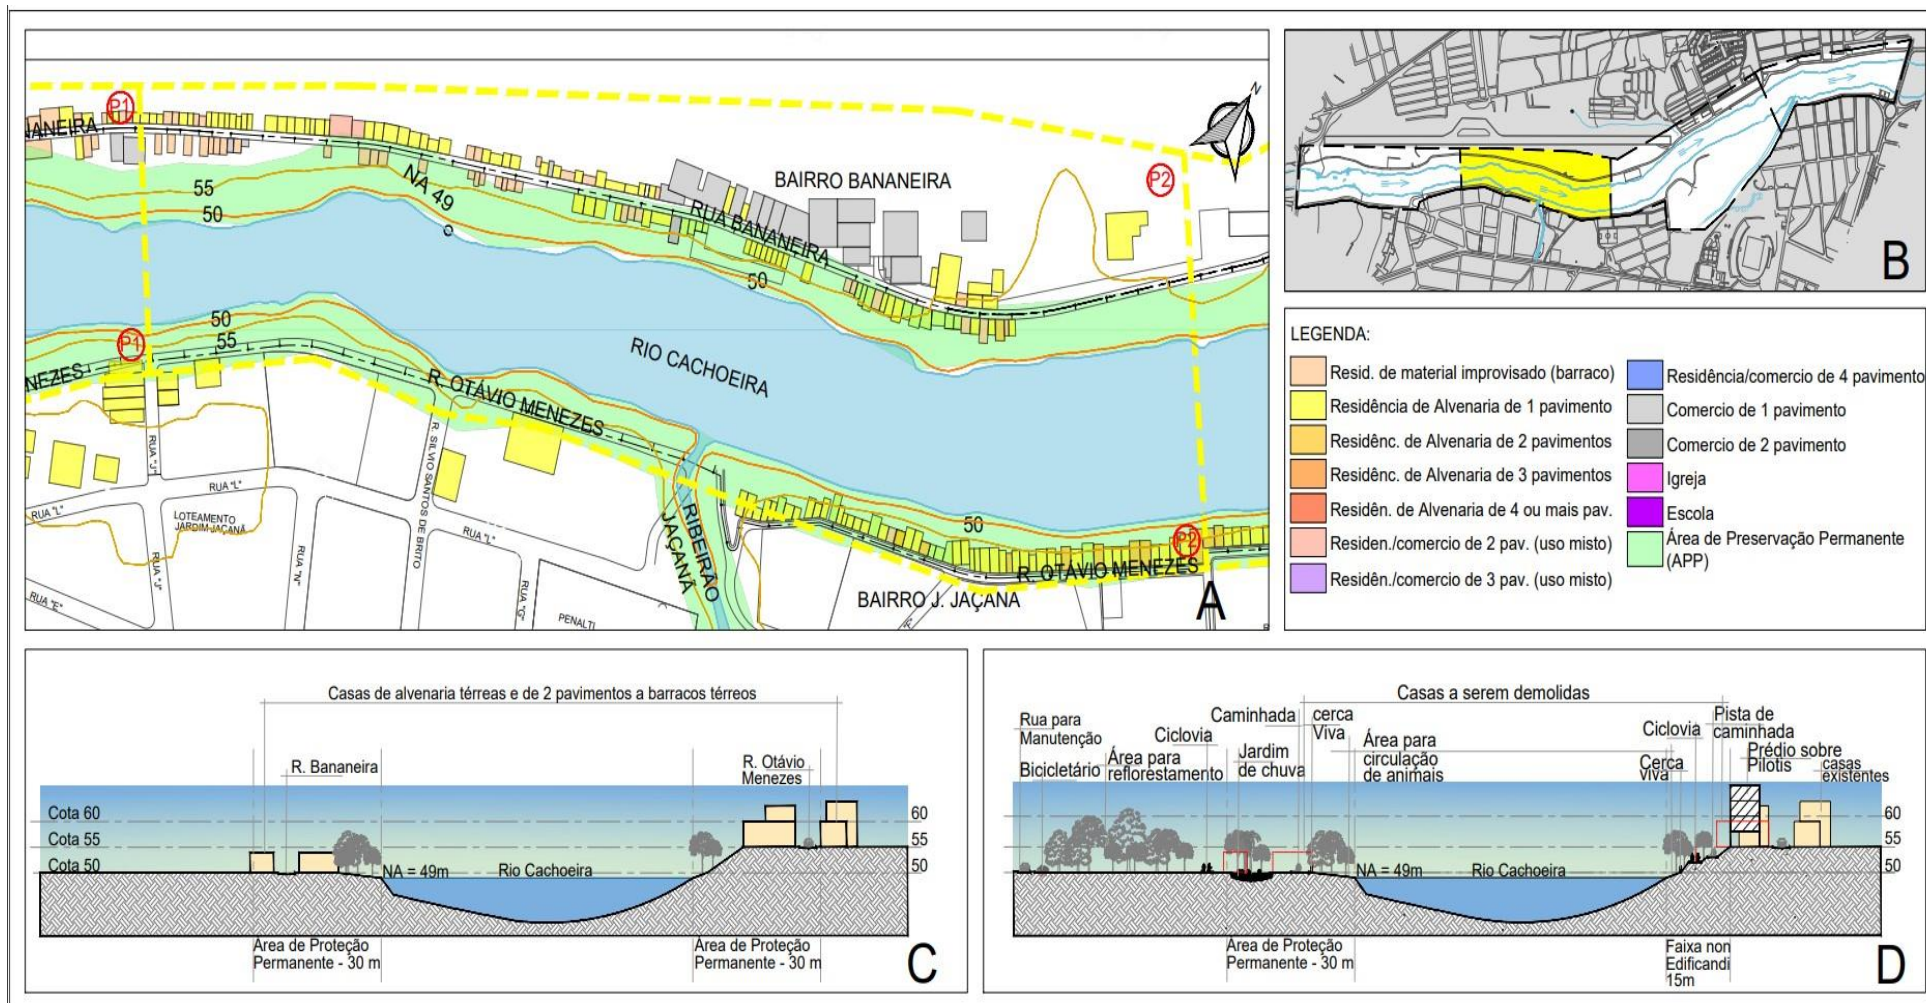 P1
NANEIRA
55
50
NA 49
BAIRRO BANANEIRA
P2
N
RUA BANANEIRA
50
50
55
P1
RIO CACHOEIRA
NEZES
R. OTÁVIO MENEZES
RUA "J"
RUA "L"
RUA "L"
LOTEAMENTO
JARDIM JAÇANÃ
RUA "J"
RUA "N"
R. SILVIO SANTOS DE BRITO
RUA "L"
RUA "G"
RUA "E"
PENALTI
RIBEIRÃO
JAÇANÃ
50
P2
R. OTÁVIO MENEZES
BAIRRO J. JAÇANA
A
B
LEGENDA:
Resid. de material improvisado (barraco)
Residência de Alvenaria de 1 pavimento
Residênc. de Alvenaria de 2 pavimentos
Residênc. de Alvenaria de 3 pavimentos
Residên. de Alvenaria de 4 ou mais pav.
Residen./comercio de 2 pav. (uso misto)
Residên./comercio de 3 pav. (uso misto)
Residência/comercio de 4 pavimento
Comercio de 1 pavimento
Comercio de 2 pavimento
Igreja
Escola
Área de Preservação Permanente
(APP)
Casas de alvenaria térreas e de 2 pavimentos a barracos térreos
R. Bananeira
R. Otávio
Menezes
Cota 60
Cota 55
Cota 50
60
55
50
NA = 49m
Rio Cachoeira
Área de Proteção
Permanente - 30 m
Área de Proteção
Permanente - 30 m
C
Casas a serem demolidas
Rua para
Manutenção
Bicicletário
Área para
reflorestamento
Ciclovia
Caminhada
Jardim
de chuva
cerca
Viva
Área para
circulação
de animais
Ciclovia
Cerca
viva
Pista de
caminhada
Prédio sobre
Pilotis
casas
existentes
60
55
50
NA = 49m
Rio Cachoeira
Área de Proteção
Permanente - 30 m
Faixa non
Edificandi
15m
D